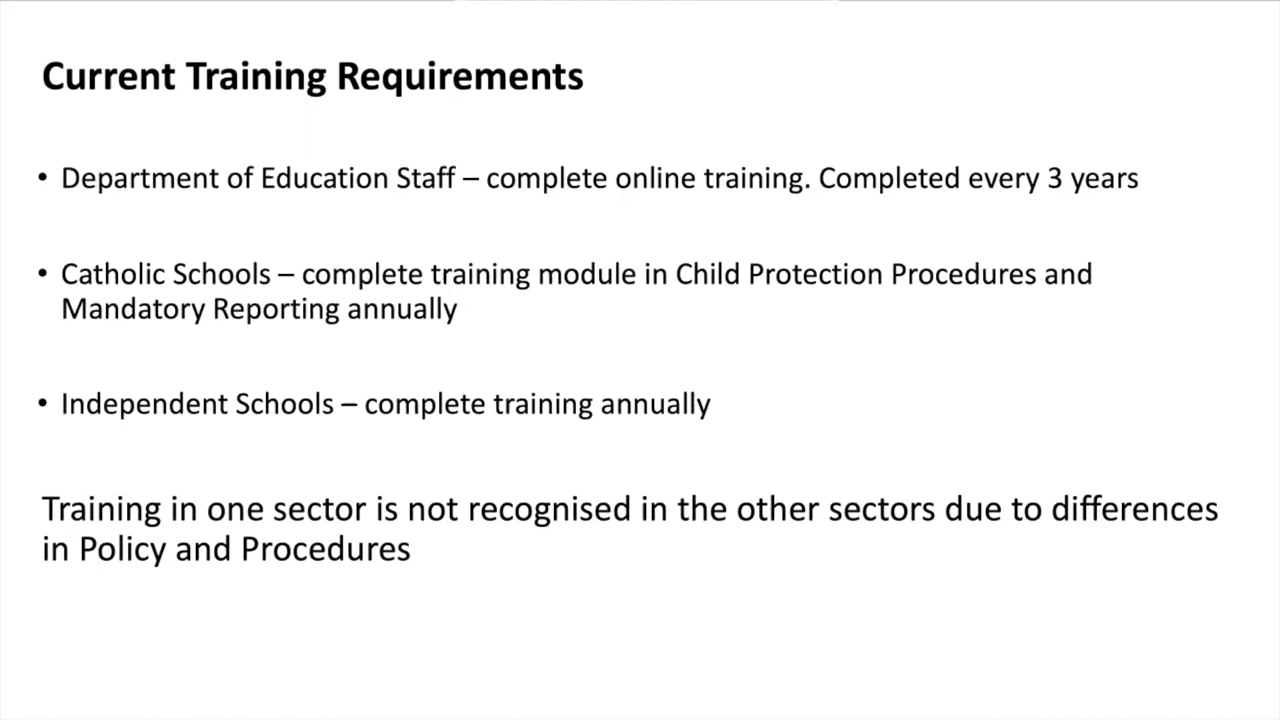 Current Training Requirements
• Department of Education Staff – complete online training. Completed every 3 years
• Catholic Schools – complete training module in Child Protection Procedures and
Mandatory Reporting annually
• Independent Schools – complete training annually
Training in one sector is not recognised in the other sectors due to differences
in Policy and Procedures